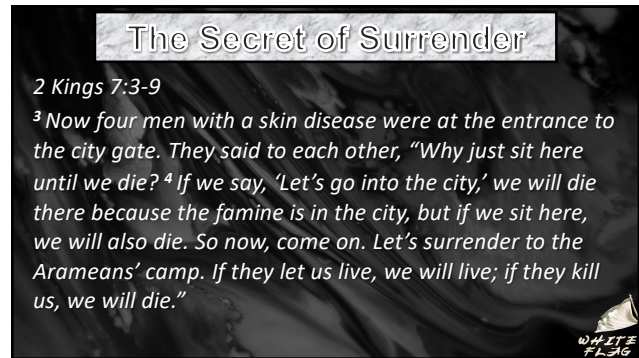 The Secret of Surrender
2 Kings 7:3-9
³ Now four men with a skin disease were at the entrance to
the city gate. They said to each other, “Why just sit here
until we die? ⁴ If we say, ‘Let’s go into the city,’ we will die
there because the famine is in the city, but if we sit here,
we will also die. So now, come on. Let’s surrender to the
Arameans’ camp. If they let us live, we will live; if they kill
us, we will die.”
WHITE
FLAG